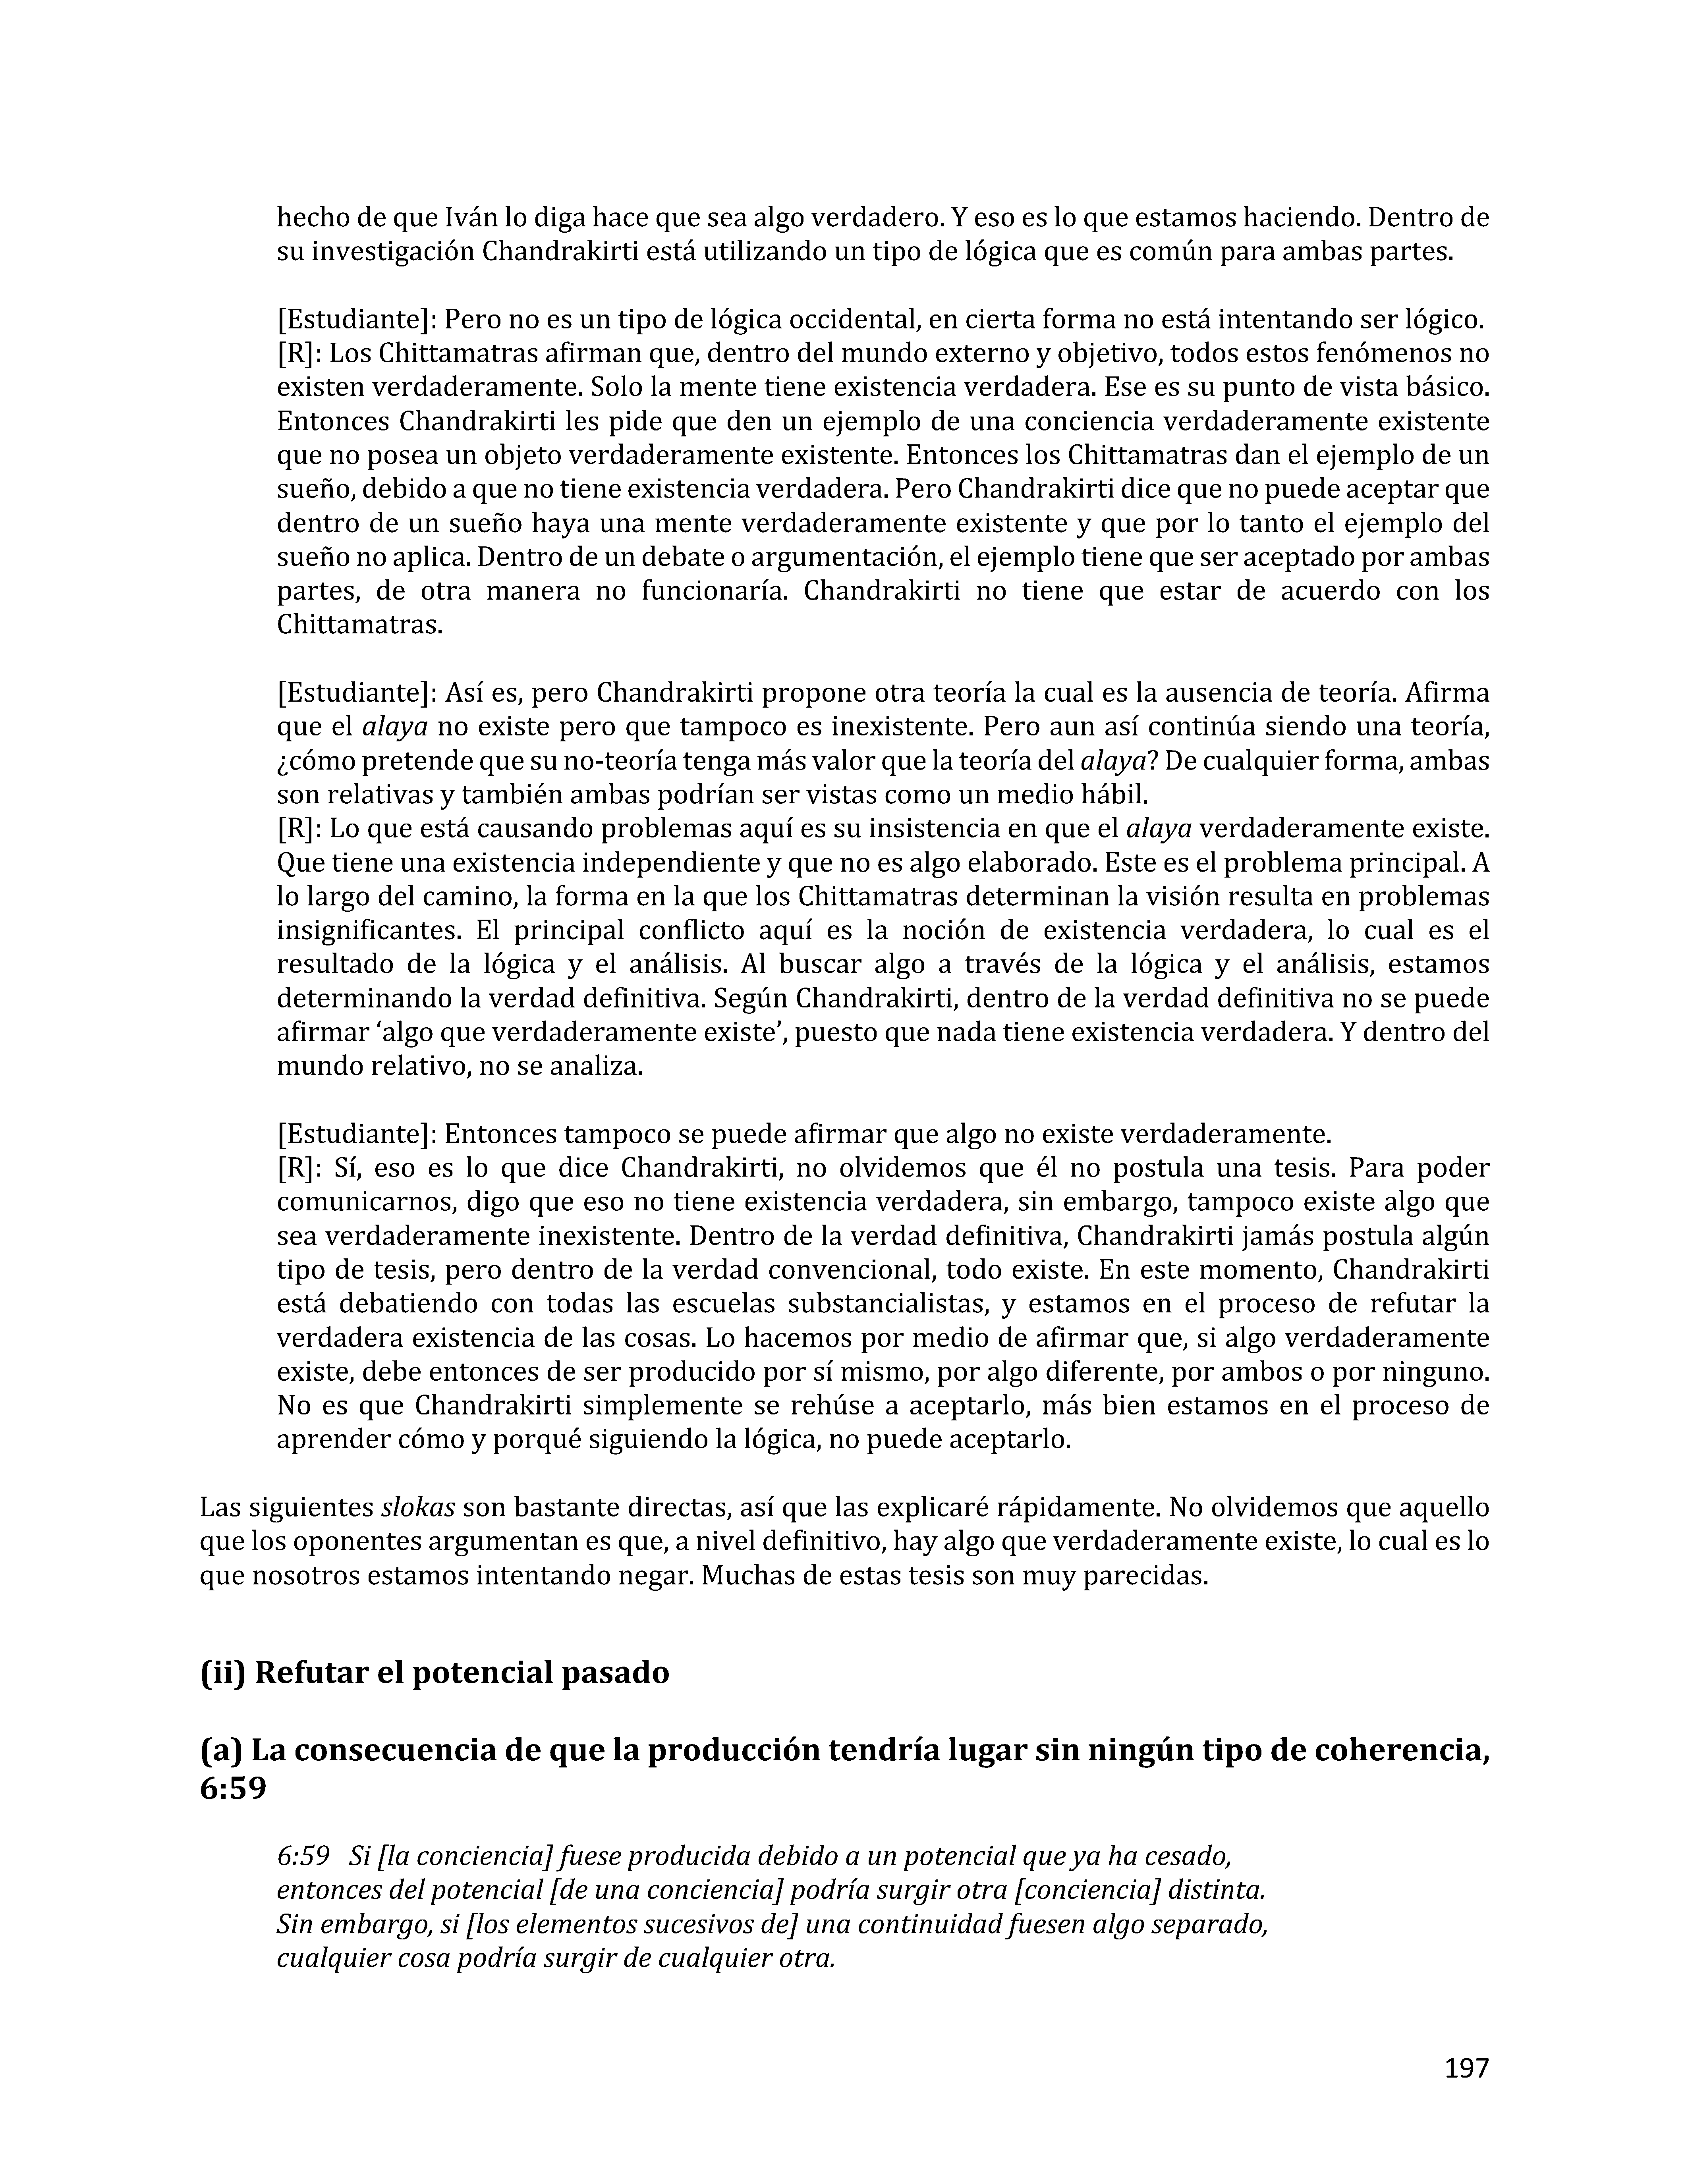 hecho de que Iván lo diga hace que sea algo verdadero. Y eso es lo que estamos haciendo. Dentro de
su investigación Chandrakirti está utilizando un tipo de lógica que es común para ambas partes.
[Estudiante]: Pero no es un tipo de lógica occidental, en cierta forma no está intentando ser lógico.
[R]: Los Chittamatras afirman que, dentro del mundo externo y objetivo, todos estos fenómenos no
existen verdaderamente. Solo la mente tiene existencia verdadera. Ese es su punto de vista básico.
Entonces Chandrakirti les pide que den un ejemplo de una conciencia verdaderamente existente
que no posea un objeto verdaderamente existente. Entonces los Chittamatras dan el ejemplo de un
sueño, debido a que no tiene existencia verdadera. Pero Chandrakirti dice que no puede aceptar que
dentro de un sueño haya una mente verdaderamente existente y que por lo tanto el ejemplo del
sueño no aplica. Dentro de un debate o argumentación, el ejemplo tiene que ser aceptado por ambas
partes, de otra manera no funcionaría. Chandrakirti no tiene que estar de acuerdo con los
Chittamatras.
[Estudiante]: Así es, pero Chandrakirti propone otra teoría la cual es la ausencia de teoría. Afirma
que el alaya no existe pero que tampoco es inexistente. Pero aun así continúa siendo una teoría,
¿cómo pretende que su no-teoría tenga más valor que la teoría del alaya? De cualquier forma, ambas
son relativas y también ambas podrían ser vistas como un medio hábil.
[R]: Lo que está causando problemas aquí es su insistencia en que el alaya verdaderamente existe.
Que tiene una existencia independiente y que no es algo elaborado. Este es el problema principal. A
lo largo del camino, la forma en la que los Chittamatras determinan la visión resulta en problemas
insignificantes. El principal conflicto aquí es la noción de existencia verdadera, lo cual es el
resultado de la lógica y el análisis. Al buscar algo a través de la lógica y el análisis, estamos
determinando la verdad definitiva. Según Chandrakirti, dentro de la verdad definitiva no se puede
afirmar ‘algo que verdaderamente existe’, puesto que nada tiene existencia verdadera. Y dentro del
mundo relativo, no se analiza.
[Estudiante]: Entonces tampoco se puede afirmar que algo no existe verdaderamente.
[R]: Sí, eso es lo que dice Chandrakirti, no olvidemos que él no postula una tesis. Para poder
comunicarnos, digo que eso no tiene existencia verdadera, sin embargo, tampoco existe algo que
sea verdaderamente inexistente. Dentro de la verdad definitiva, Chandrakirti jamás postula algún
tipo de tesis, pero dentro de la verdad convencional, todo existe. En este momento, Chandrakirti
está debatiendo con todas las escuelas substancialistas, y estamos en el proceso de refutar la
verdadera existencia de las cosas. Lo hacemos por medio de afirmar que, si algo verdaderamente
existe, debe entonces de ser producido por sí mismo, por algo diferente, por ambos o por ninguno.
No es que Chandrakirti simplemente se rehúse a aceptarlo, más bien estamos en el proceso de
aprender cómo y porqué siguiendo la lógica, no puede aceptarlo.
Las siguientes slokas son bastante directas, así que las explicaré rápidamente. No olvidemos que aquello
que los oponentes argumentan es que, a nivel definitivo, hay algo que verdaderamente existe, lo cual es lo
que nosotros estamos intentando negar. Muchas de estas tesis son muy parecidas.
(ii) Refutar el potencial pasado
(a) La consecuencia de que la producción tendría lugar sin ningún tipo de coherencia,
6:59
6:59 Si [la conciencia] fuese producida debido a un potencial que ya ha cesado,
entonces del potencial [de una conciencia] podría surgir otra [conciencia] distinta.
Sin embargo, si [los elementos sucesivos de] una continuidad fuesen algo separado,
cualquier cosa podría surgir de cualquier otra.
197